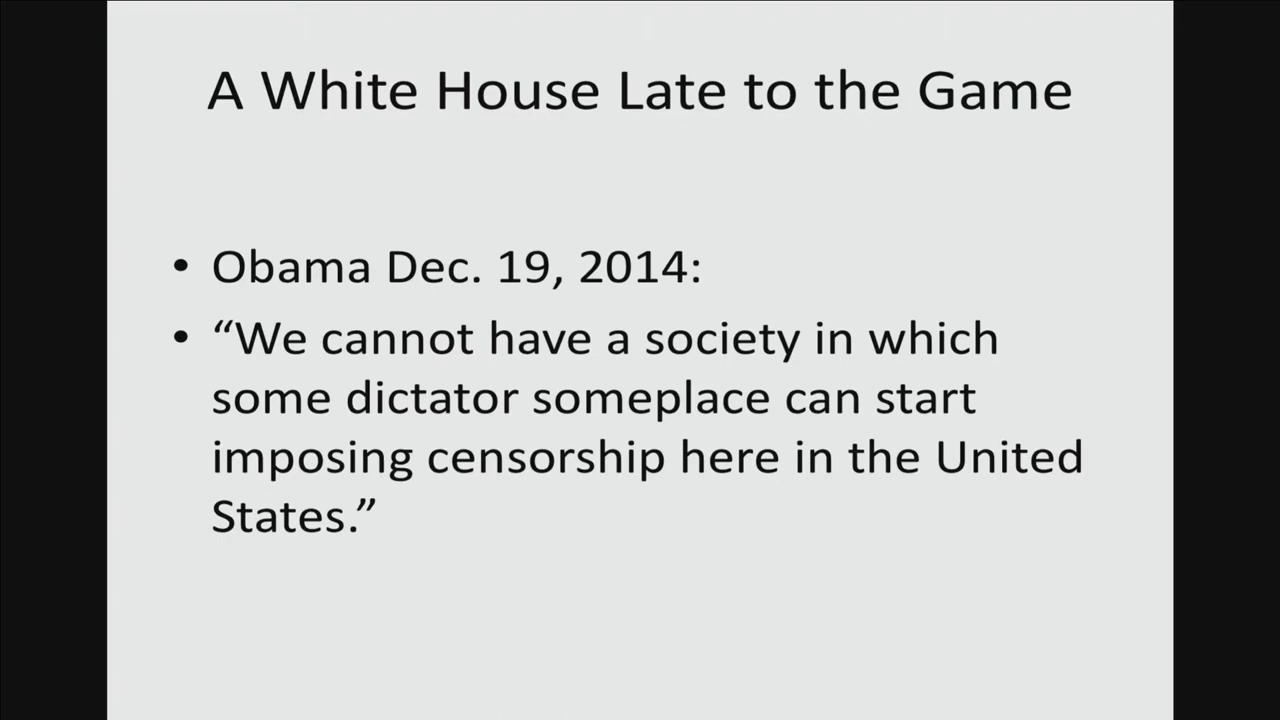 A White House Late to the Game
• Obama Dec. 19, 2014:
• “We cannot have a society in which
some dictator someplace can start
imposing censorship here in the United
States.”